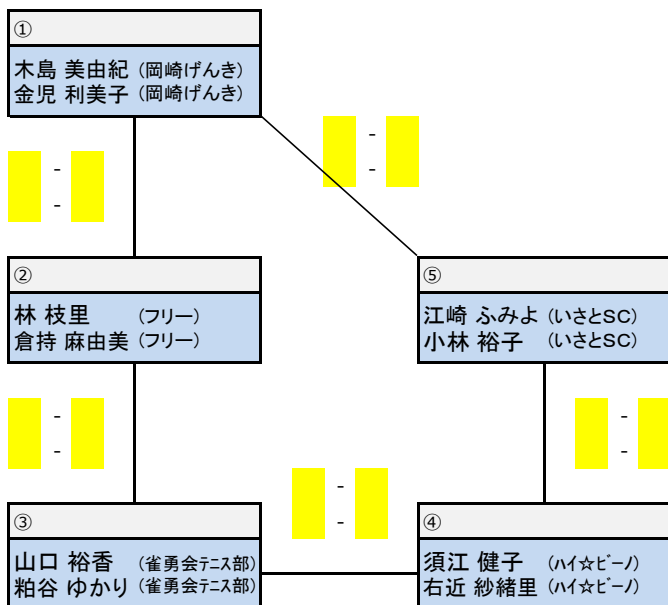 ①
木島 美由紀 (岡崎げんき)
金児 利美子 (岡崎げんき)
-
-
-
-
②
林 枝里 (フリー)
倉持 麻由美 (フリー)
⑤
江崎 ふみよ (いさとSC)
小林 裕子 (いさとSC)
-
-
-
-
-
-
③
山口 裕香 (雀勇会ﾃﾆｽ部)
粕谷 ゆかり (雀勇会ﾃﾆｽ部)
④
須江 健子 (ﾊｲ☆ﾋﾞｰﾉ)
右近 紗緒里 (ﾊｲ☆ﾋﾞｰﾉ)